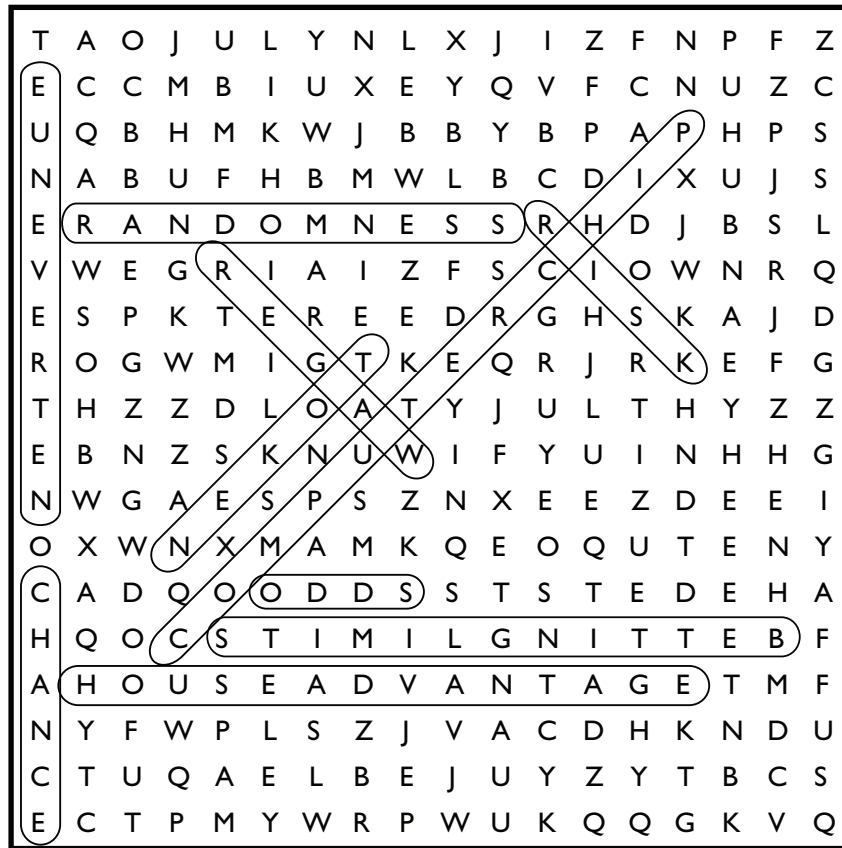 T A O J U L Y N L X J I Z F N P F Z
E C C M B I U X E Y Q V F C N U Z C
U Q B H M K W J B B Y B P A P H P S
N A B U F H B M W L B C D I X U J S
E R A N D O M N E S S R H D J B S L
V W E G R I A I Z F S C I O W N R Q
E S P K T E R E E D R G H S K A J D
R O G W M I G T K E Q R J R K E F G
T H Z Z D L O A T Y J U L T H Y Z Z
E B N Z S K N U W I F Y U I N H H G
N W G A E S P S Z N X E E Z D E E I
O X W N X M A M K Q E O Q U T E N Y
C A D Q O O D D S S T S T E D E H A
H Q O C S T I M I L G N I T T E B F
A H O U S E A D V A N T A G E T M F
N Y F W P L S Z J V A C D H K N D U
C T U Q A E L B E J U Y Z Y T B C S
E C T P M Y W R P W U K Q Q G K V Q